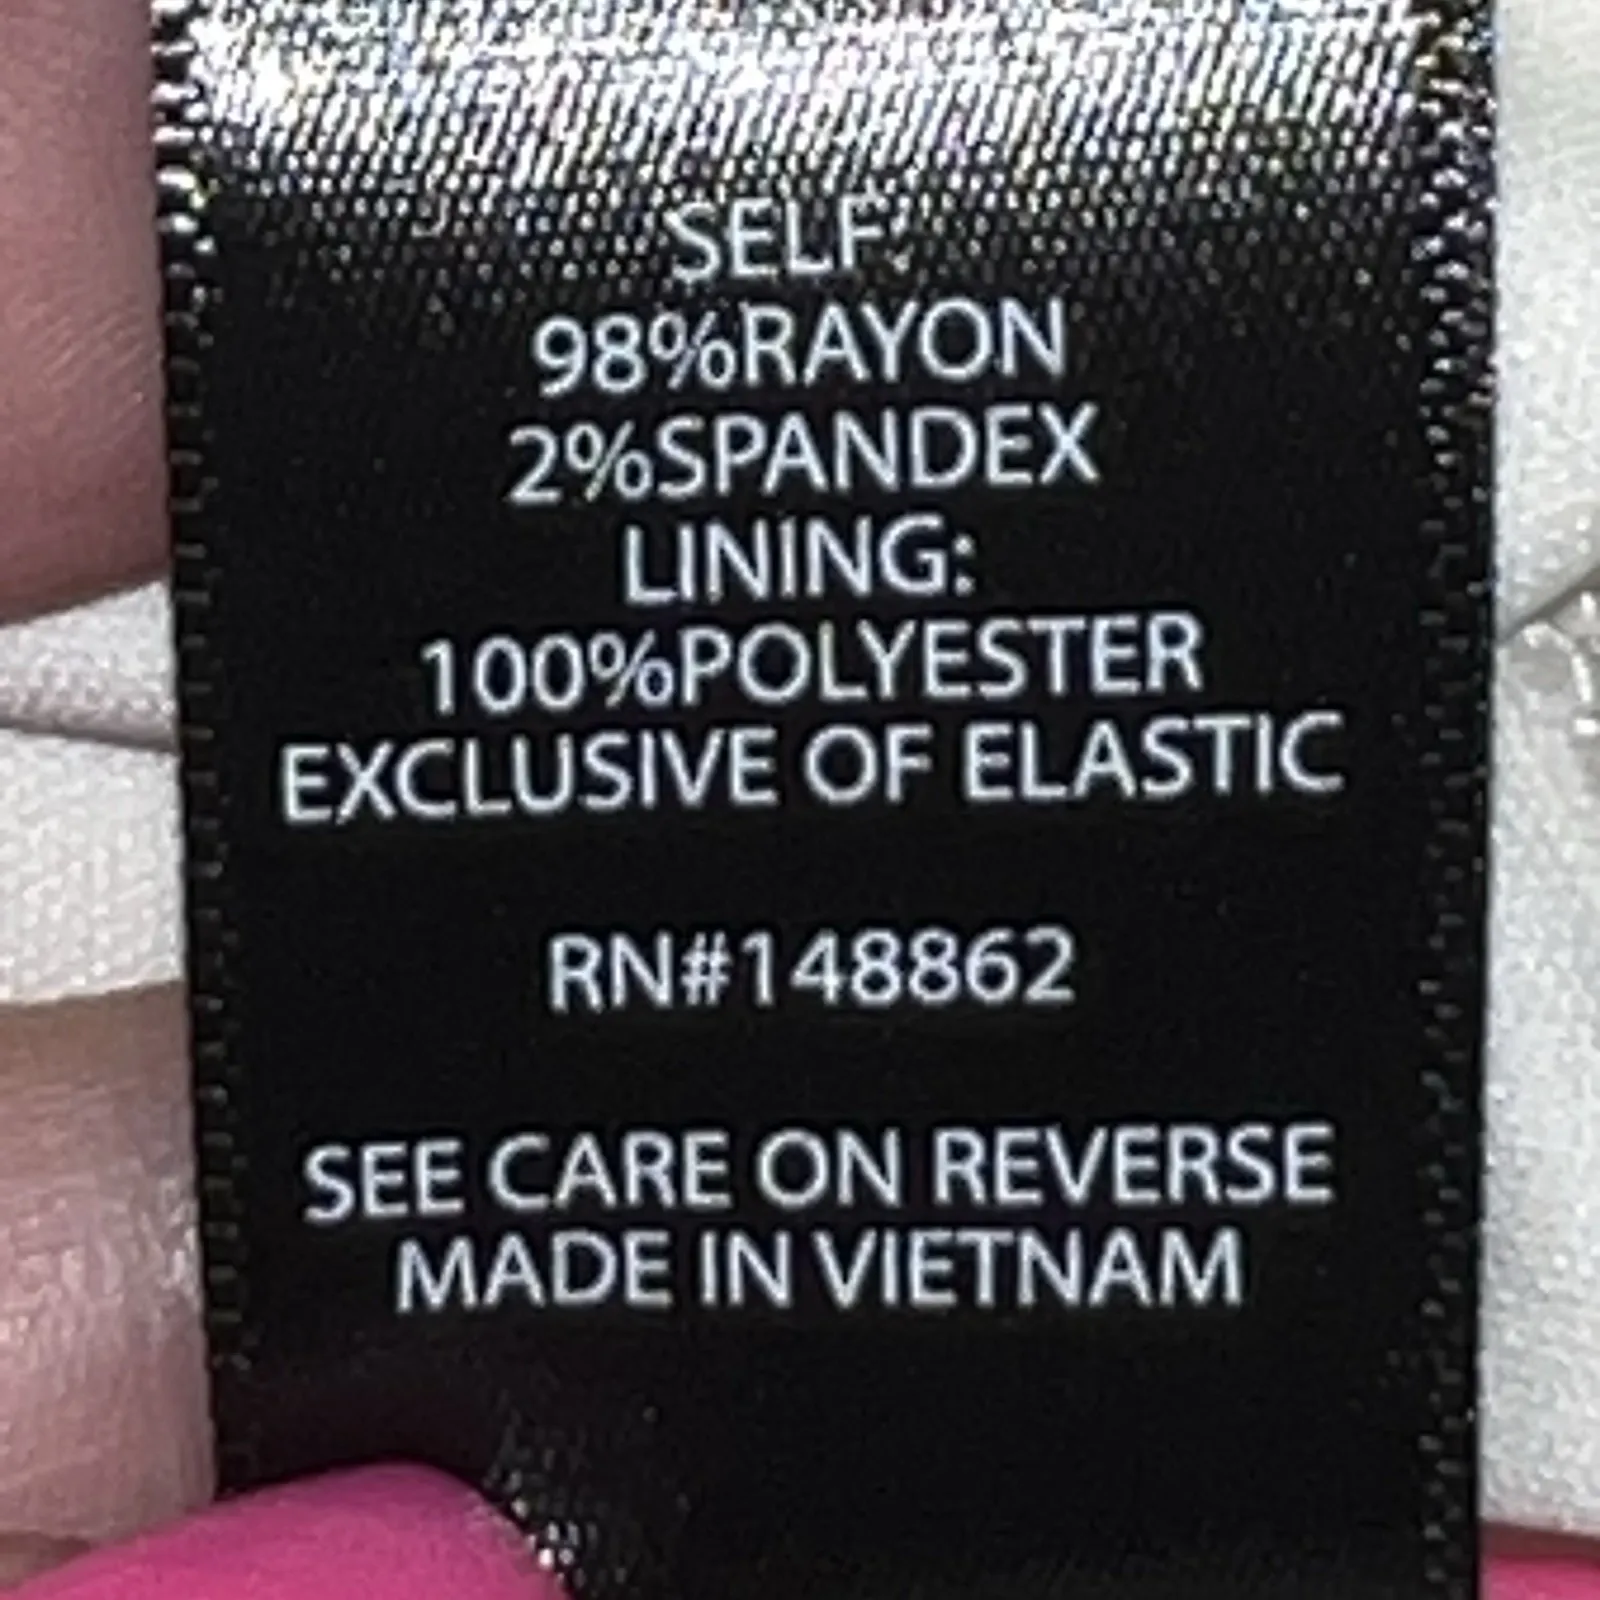 SELF:
98%RAYON
2%SPANDEX
LINING:
100%POLYESTER
EXCLUSIVE OF ELASTIC
RN#148862
SEE CARE ON REVERSE
MADE IN VIETNAM